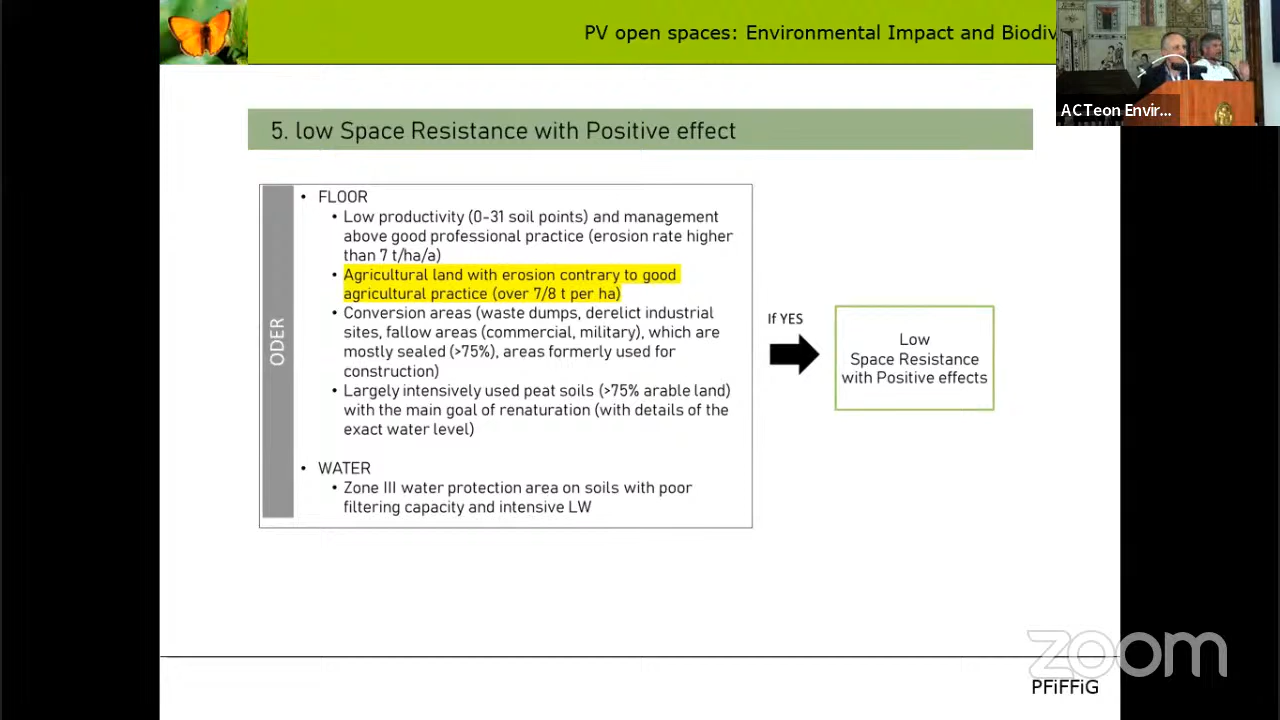 PV open spaces: Environmental Impact and Biodiv
ACTeon Envir...
5. low Space Resistance with Positive effect
ODER
• FLOOR
• Low productivity (0-31 soil points) and management
above good professional practice (erosion rate higher
than 7 t/ha/a)
• Agricultural land with erosion contrary to good
agricultural practice (over 7/8 t per ha)
• Conversion areas (waste dumps, derelict industrial
sites, fallow areas (commercial, military), which are
mostly sealed (>75%), areas formerly used for
construction)
• Largely intensively used peat soils (>75% arable land)
with the main goal of renaturation (with details of the
exact water level)
• WATER
• Zone III water protection area on soils with poor
filtering capacity and intensive LW
If YES
Low
Space Resistance
with Positive effects
zoom
PFiFFiG